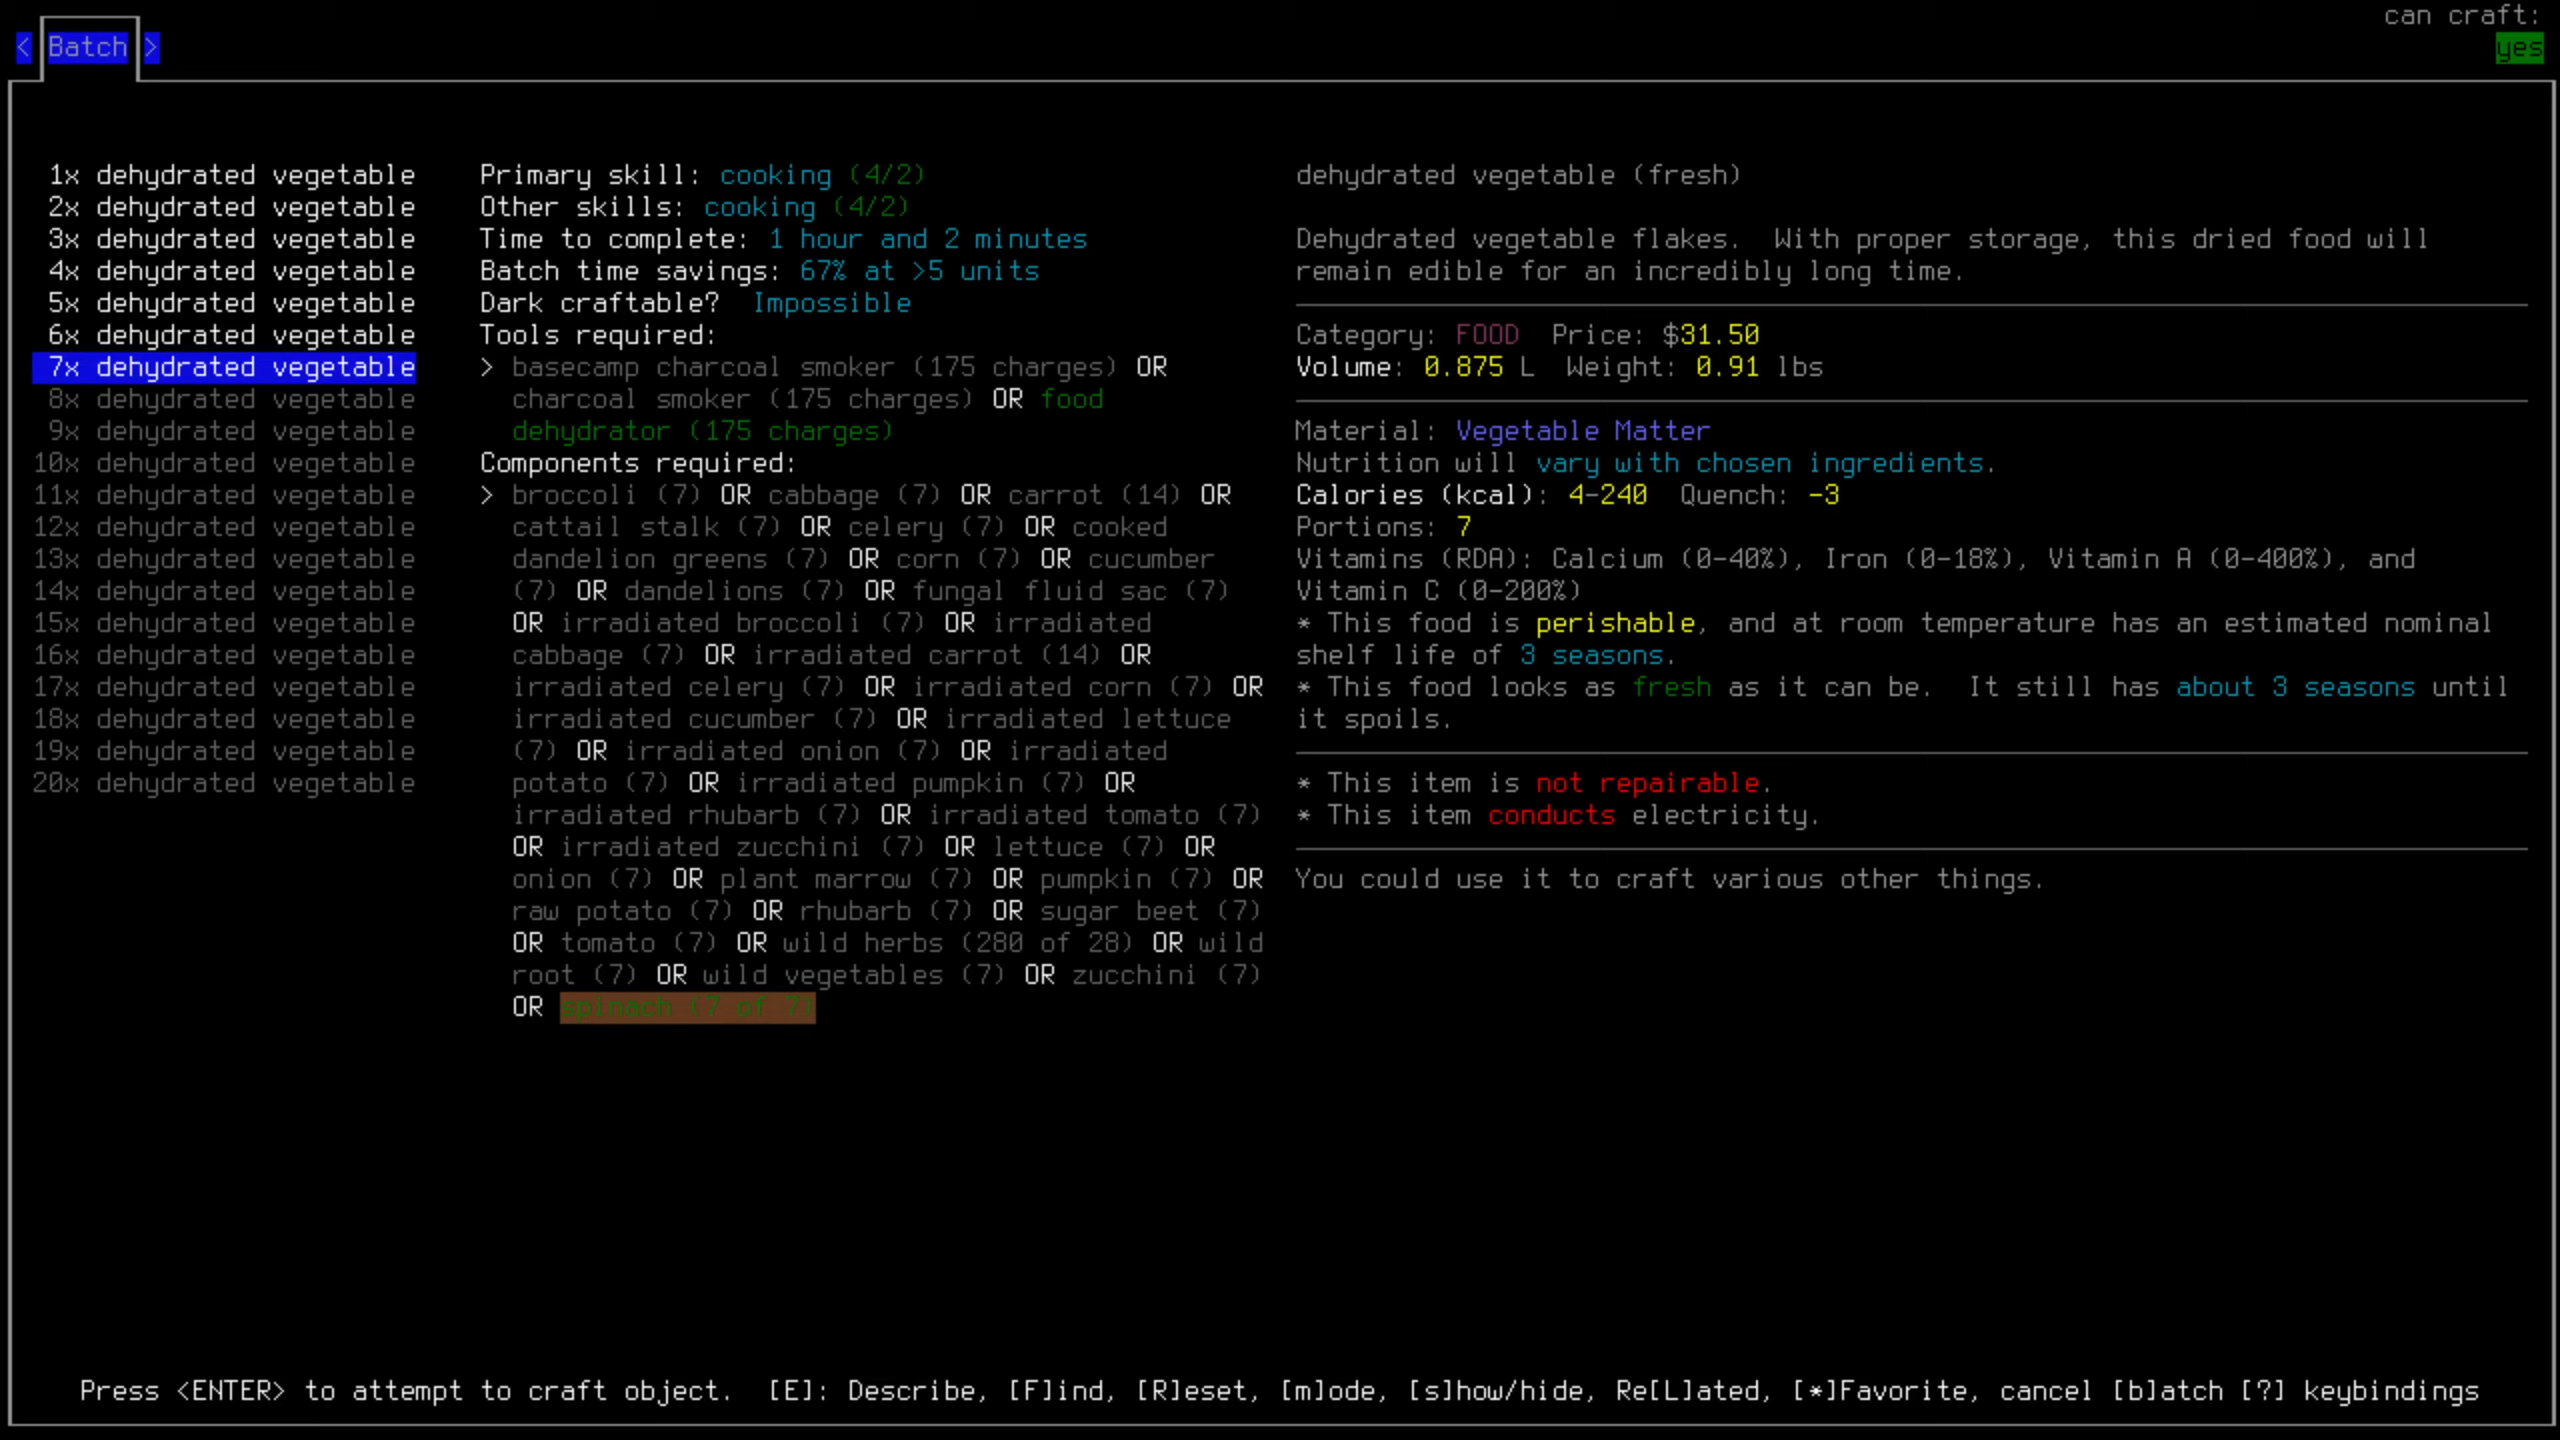 can craft:
< Batch >
yes
1x dehydrated vegetable
2x dehydrated vegetable
3x dehydrated vegetable
4x dehydrated vegetable
5x dehydrated vegetable
6x dehydrated vegetable
7x dehydrated vegetable
8x dehydrated vegetable
9x dehydrated vegetable
10x dehydrated vegetable
11x dehydrated vegetable
12x dehydrated vegetable
13x dehydrated vegetable
14x dehydrated vegetable
15x dehydrated vegetable
16x dehydrated vegetable
17x dehydrated vegetable
18x dehydrated vegetable
19x dehydrated vegetable
20x dehydrated vegetable
Primary skill: cooking (4/2)
Other skills: cooking (4/2)
Time to complete: 1 hour and 2 minutes
Batch time savings: 67% at >5 units
Dark craftable? Impossible
Tools required:
> basecamp charcoal smoker (175 charges) OR
charcoal smoker (175 charges) OR food
dehydrator (175 charges)
Components required:
> broccoli (7) OR cabbage (7) OR carrot (14) OR
cattail stalk (7) OR celery (7) OR cooked
dandelion greens (7) OR corn (7) OR cucumber
(7) OR dandelions (7) OR fungal fluid sac (7)
OR irradiated broccoli (7) OR irradiated
cabbage (7) OR irradiated carrot (14) OR
irradiated celery (7) OR irradiated corn (7) OR
irradiated cucumber (7) OR irradiated lettuce
(7) OR irradiated onion (7) OR irradiated
potato (7) OR irradiated pumpkin (7) OR
irradiated rhubarb (7) OR irradiated tomato (7)
OR irradiated zucchini (7) OR lettuce (7) OR
onion (7) OR plant marrow (7) OR pumpkin (7) OR
raw potato (7) OR rhubarb (7) OR sugar beet (7)
OR tomato (7) OR wild herbs (280 of 28) OR wild
root (7) OR wild vegetables (7) OR zucchini (7)
OR spinach (7 of 7)
dehydrated vegetable (fresh)
Dehydrated vegetable flakes. With proper storage, this dried food will
remain edible for an incredibly long time.
Category: FOOD Price: $31.50
Volume: 0.875 L Weight: 0.91 lbs
Material: Vegetable Matter
Nutrition will vary with chosen ingredients.
Calories (kcal): 4-240 Quench: -3
Portions: 7
Vitamins (RDA): Calcium (0-40%), Iron (0-18%), Vitamin A (0-400%), and
Vitamin C (0-200%)
* This food is perishable, and at room temperature has an estimated nominal
shelf life of 3 seasons.
* This food looks as fresh as it can be. It still has about 3 seasons until
it spoils.
* This item is not repairable.
* This item conducts electricity.
You could use it to craft various other things.
Press <ENTER> to attempt to craft object. [E]: Describe, [F]ind, [R]eset, [m]ode, [s]how/hide, Re[L]ated, [*]Favorite, cancel [b]atch [?] keybindings